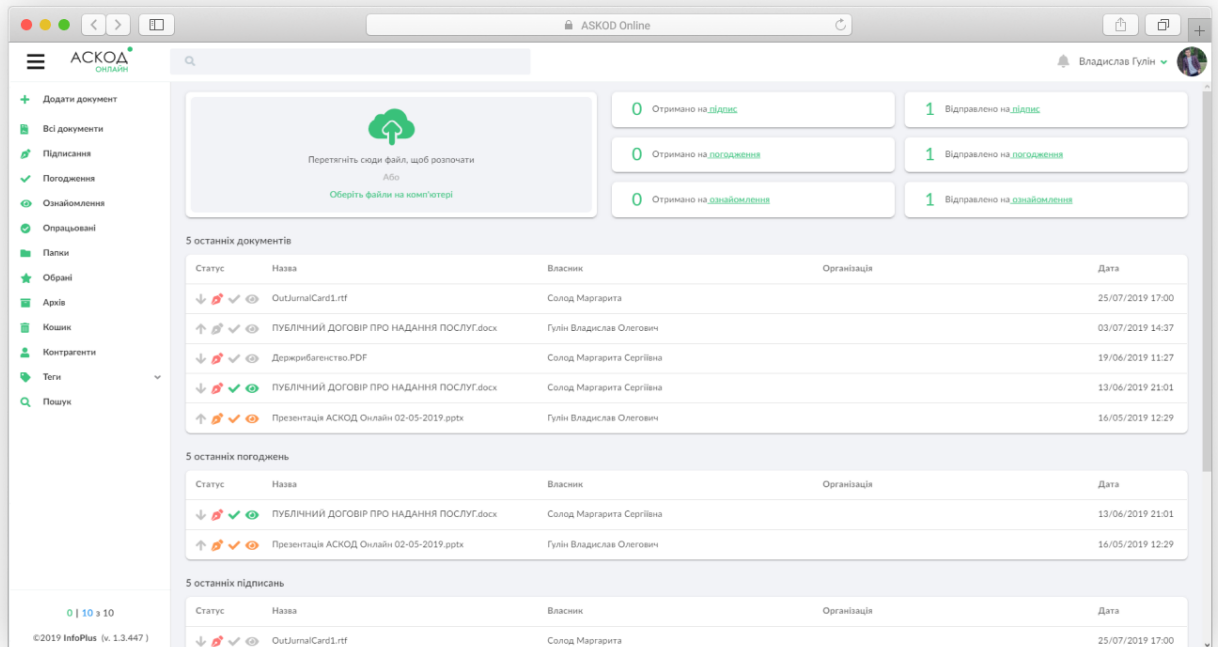 ASKOD Online
АСКОД
ОНЛАЙН
Владислав Гулін
Додати документ
Всі документи
Підписання
Погодження
Ознайомлення
Опрацьовані
Папки
Обрані
Архів
Кошик
Контрагенти
Теги
Пошук
0 | 10 з 10
©2019 InfoPlus (v. 1.3.447 )
Перетягніть сюди файл, щоб розпочати
Або
Оберіть файли на комп'ютері
0 Отримано на підпис
1 Відправлено на підпис
0 Отримано на погодження
1 Відправлено на погодження
0 Отримано на ознайомлення
1 Відправлено на ознайомлення
5 останніх документів
Статус Назва Власник Організація Дата
OutJurnalCard1.rtf Солод Маргарита 25/07/2019 17:00
ПУБЛІЧНИЙ ДОГОВІР ПРО НАДАННЯ ПОСЛУГ.docx Гулін Владислав Олегович 03/07/2019 14:37
Держрибагенство.PDF Солод Маргарита Сергіївна 19/06/2019 11:27
ПУБЛІЧНИЙ ДОГОВІР ПРО НАДАННЯ ПОСЛУГ.docx Солод Маргарита Сергіївна 13/06/2019 21:01
Презентація АСКОД Онлайн 02-05-2019.pptx Гулін Владислав Олегович 16/05/2019 12:29
5 останніх погоджень
Статус Назва Власник Організація Дата
ПУБЛІЧНИЙ ДОГОВІР ПРО НАДАННЯ ПОСЛУГ.docx Солод Маргарита Сергіївна 13/06/2019 21:01
Презентація АСКОД Онлайн 02-05-2019.pptx Гулін Владислав Олегович 16/05/2019 12:29
5 останніх підписань
Статус Назва Власник Організація Дата
OutJurnalCard1.rtf Солод Маргарита 25/07/2019 17:00